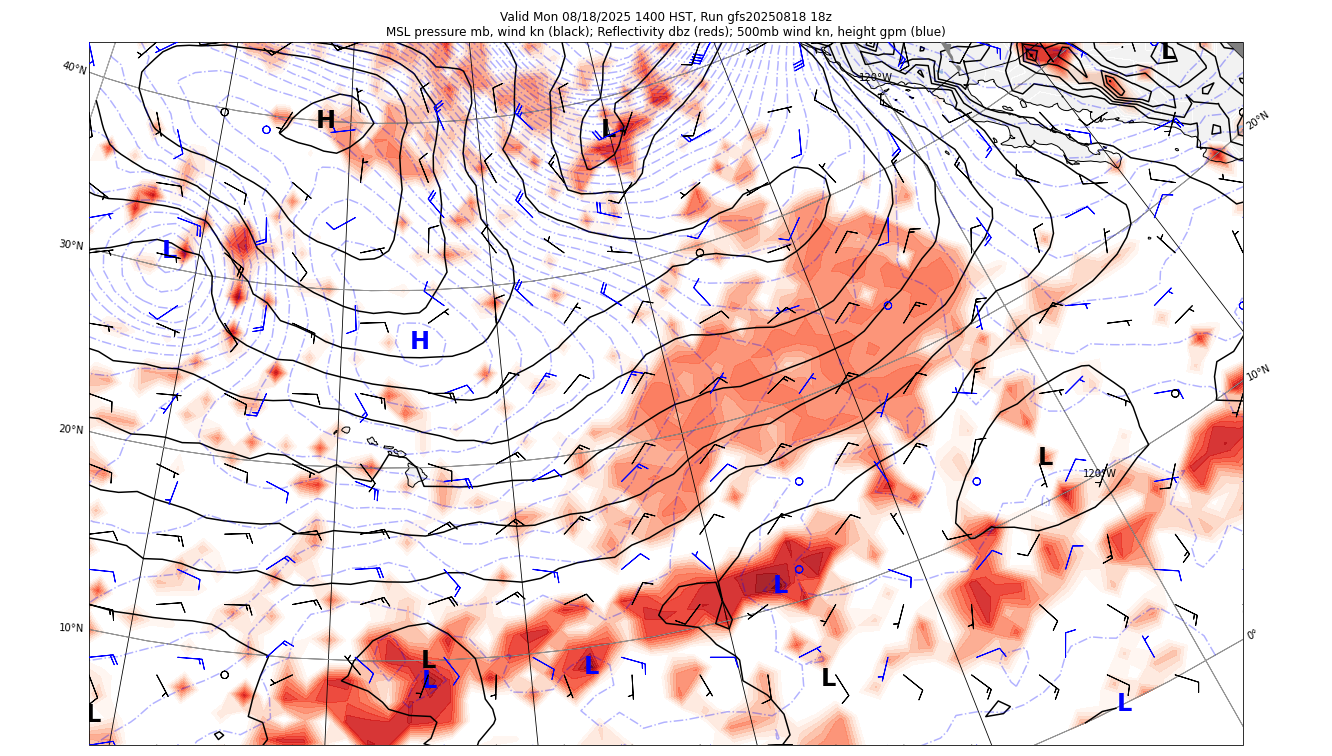 Valid Mon 08/18/2025 1400 HST, Run gfs20250818 18z
MSL pressure mb, wind kn (black); Reflectivity dbz (reds); 500mb wind kn, height gpm (blue)
L
40°N
120°W
H
L
20°N
30°N
L
H
10°N
20°N
L
120°W
L
10°N
0°
L
L
L
L
L
L
L